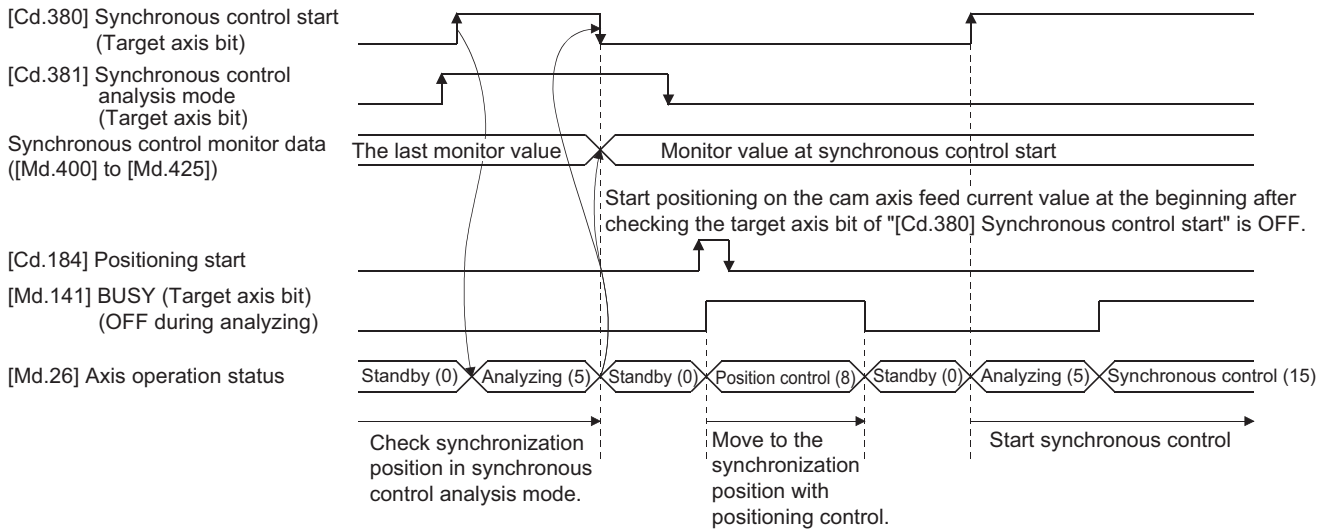 [Cd.380] Synchronous control start
(Target axis bit)
[Cd.381] Synchronous control
analysis mode
(Target axis bit)
Synchronous control monitor data
([Md.400] to [Md.425])
The last monitor value
Monitor value at synchronous control start
Start positioning on the cam axis feed current value at the beginning after
checking the target axis bit of "[Cd.380] Synchronous control start" is OFF.
[Cd.184] Positioning start
[Md.141] BUSY (Target axis bit)
(OFF during analyzing)
[Md.26] Axis operation status
Standby (0)
Analyzing (5)
Standby (0)
Position control (8)
Standby (0)
Analyzing (5)
Synchronous control (15)
Check synchronization
position in synchronous
control analysis mode.
Move to the
synchronization
position with
positioning control.
Start synchronous control